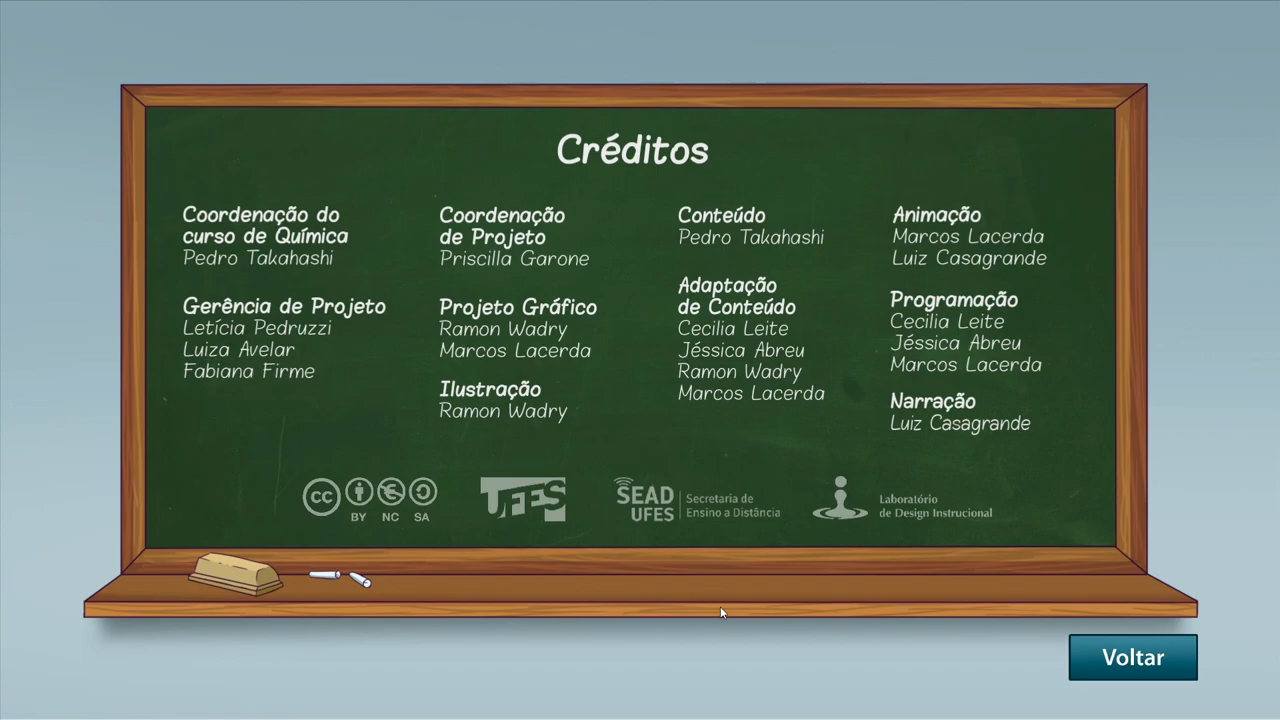 Créditos
Coordenação do
curso de Química
Pedro Takahashi
Gerência de Projeto
Letícia Pedruzzi
Luiza Avelar
Fabiana Firme
Coordenação
de Projeto
Priscilla Garone
Projeto Gráfico
Ramon Wadry
Marcos Lacerda
Ilustração
Ramon Wadry
Conteúdo
Pedro Takahashi
Adaptação
de Conteúdo
Cecilia Leite
Jéssica Abreu
Ramon Wadry
Marcos Lacerda
Animação
Marcos Lacerda
Luiz Casagrande
Programação
Cecilia Leite
Jéssica Abreu
Marcos Lacerda
Narração
Luiz Casagrande
CC
BY NC SA
UFES
SEAD
UFES
Secretaria de
Ensino a Distância
Laboratório
de Design Instrucional
Voltar